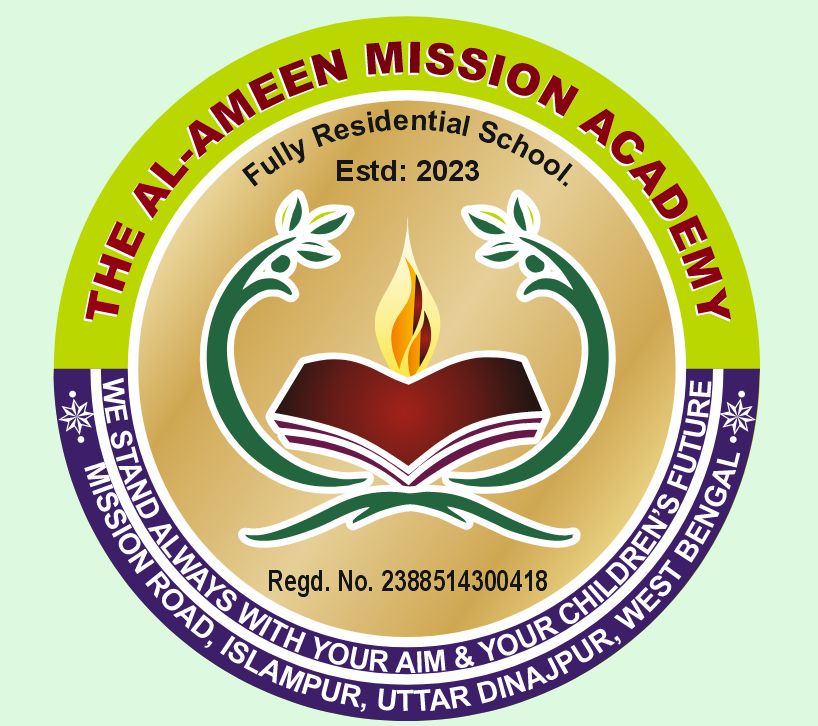 THE AL-AMEEN MISSION ACADEMY
Fully Residential School.
Estd: 2023
Regd. No. 2388514300418
WE STAND ALWAYS WITH YOUR AIM & YOUR CHILDREN'S FUTURE
MISSION ROAD, ISLAMPUR, UTTAR DINAJPUR, WEST BENGAL